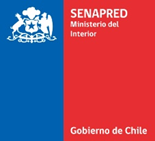 SENAPRED
Ministerio del
Interior
Gobierno de Chile